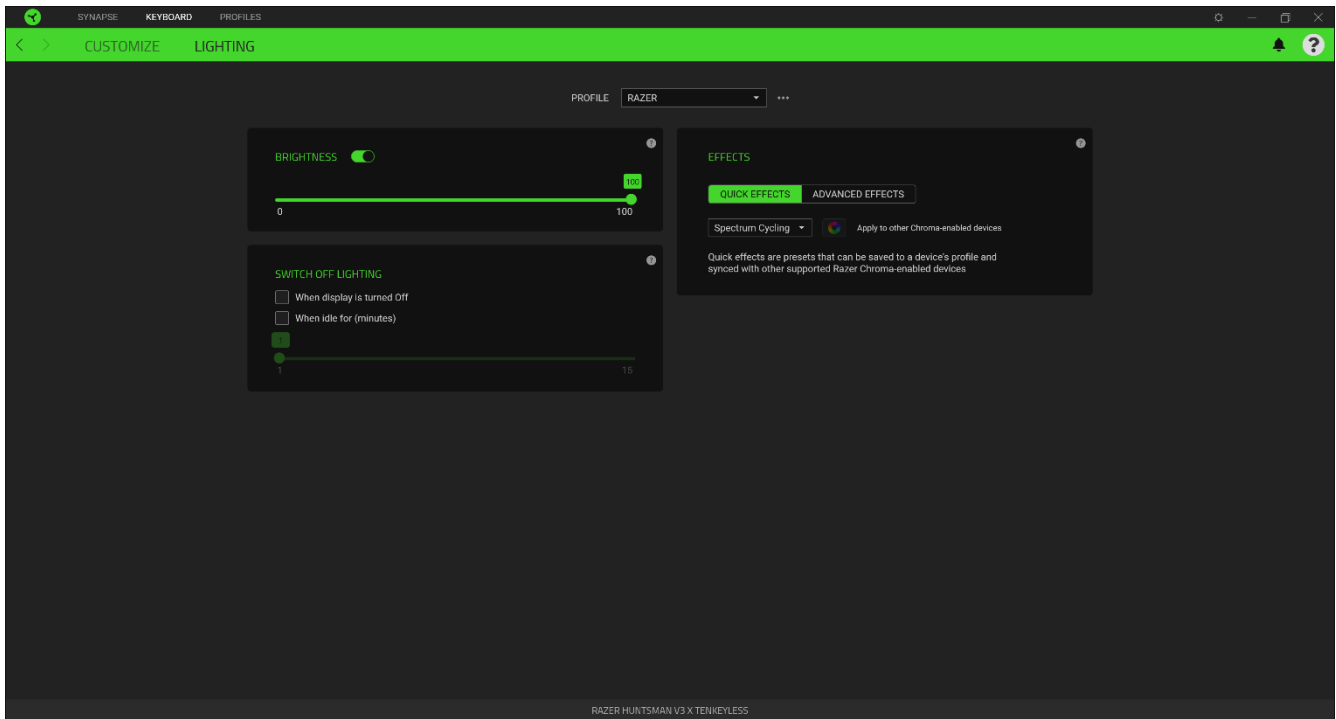 SYNAPSE KEYBOARD PROFILES
CUSTOMIZE LIGHTING
?
PROFILE RAZER
BRIGHTNESS
?
100
0 100
SWITCH OFF LIGHTING
?
When display is turned Off
When idle for (minutes)
1
1 15
EFFECTS
?
QUICK EFFECTS ADVANCED EFFECTS
Spectrum Cycling Apply to other Chroma-enabled devices
Quick effects are presets that can be saved to a device's profile and
synced with other supported Razer Chroma-enabled devices
RAZER HUNTSMAN V3 X TENKEYLESS